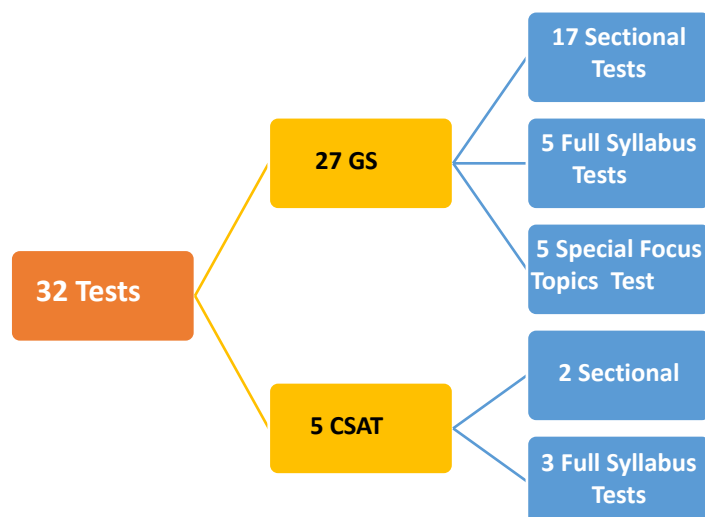 32 Tests
27 GS
17 Sectional
Tests
5 Full Syllabus
Tests
5 Special Focus
Topics Test
5 CSAT
2 Sectional
3 Full Syllabus
Tests